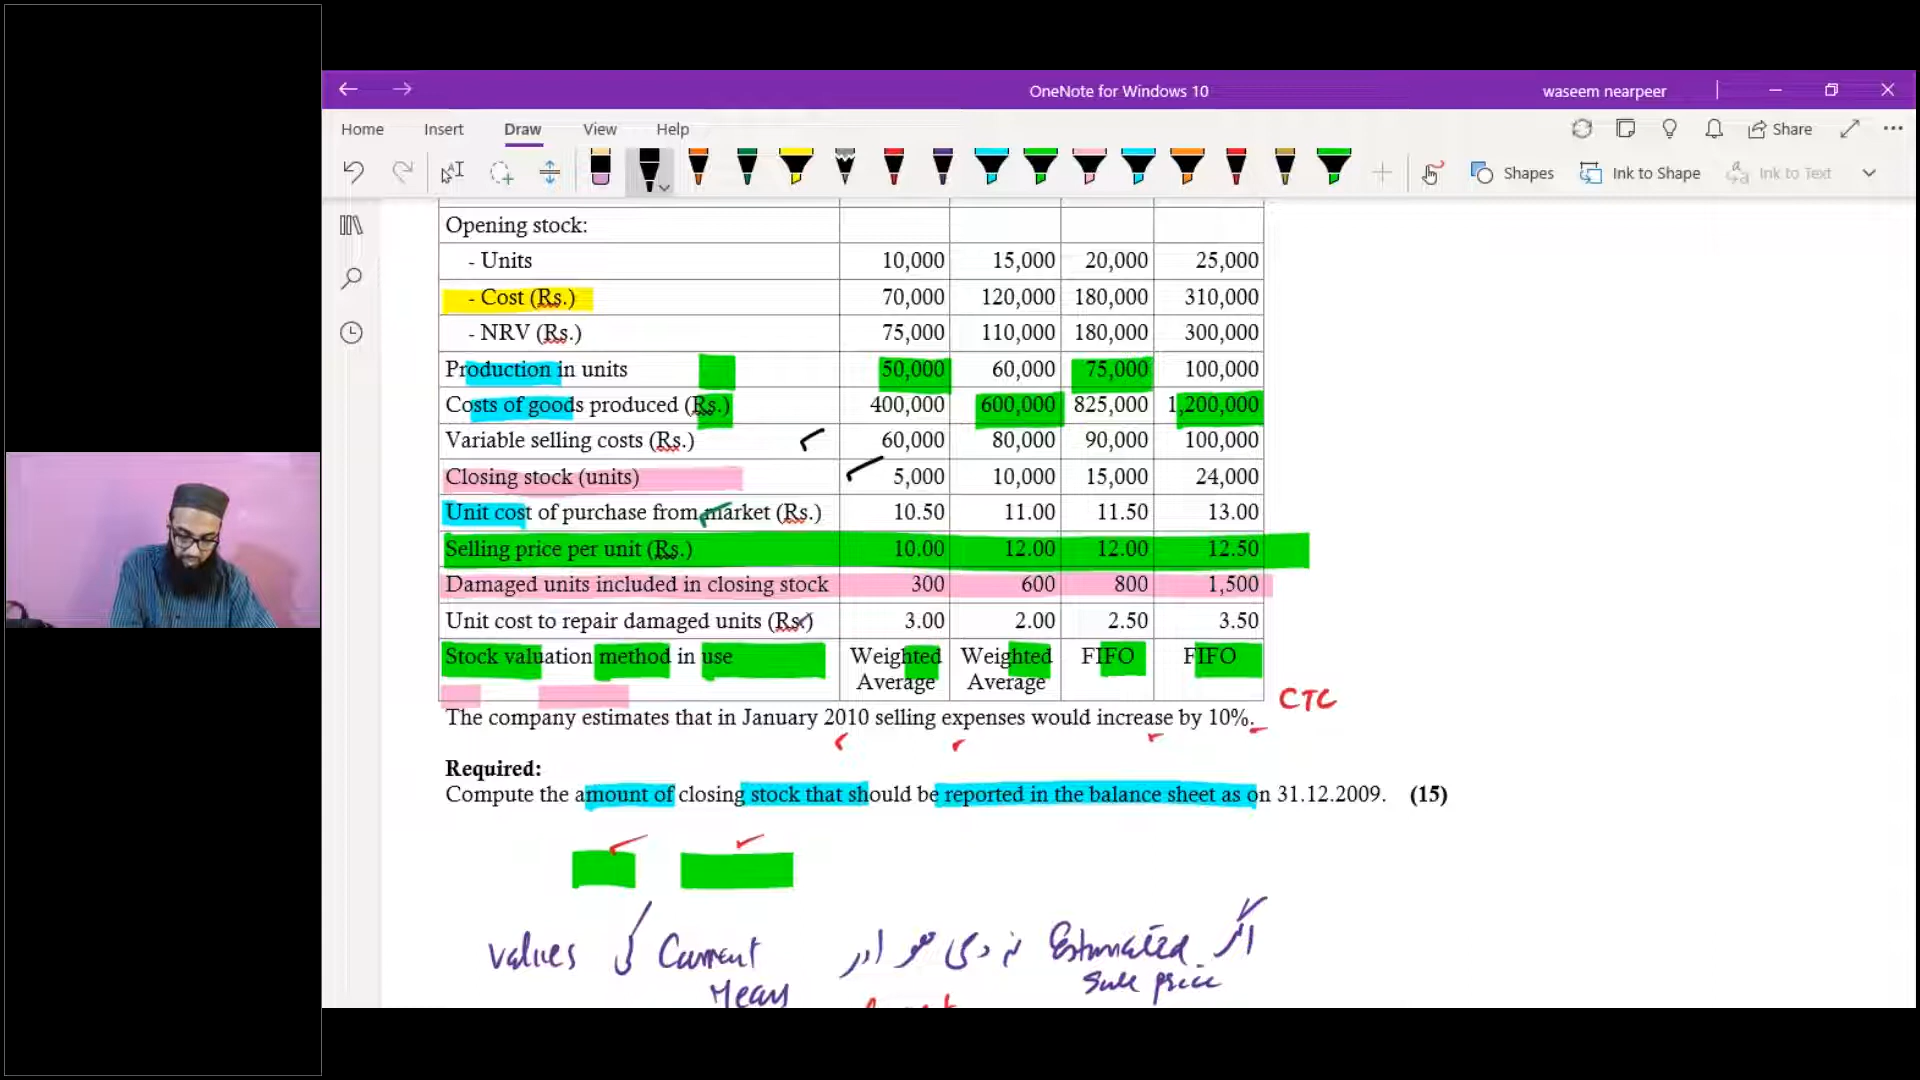 OneNote for Windows 10
waseem nearpeer
Home Insert Draw View Help
Share
Shapes Ink to Shape Ink to Text
Opening stock:
- Units 10,000 15,000 20,000 25,000
- Cost (Rs.) 70,000 120,000 180,000 310,000
- NRV (Rs.) 75,000 110,000 180,000 300,000
Production in units 50,000 60,000 75,000 100,000
Costs of goods produced (Rs.) 400,000 600,000 825,000 1,200,000
Variable selling costs (Rs.) 60,000 80,000 90,000 100,000
Closing stock (units) 5,000 10,000 15,000 24,000
Unit cost of purchase from market (Rs.) 10.50 11.00 11.50 13.00
Selling price per unit (Rs.) 10.00 12.00 12.00 12.50
Damaged units included in closing stock 300 600 800 1,500
Unit cost to repair damaged units (Rs.) 3.00 2.00 2.50 3.50
Stock valuation method in use Weighted Weighted FIFO FIFO
Average Average
CTC
The company estimates that in January 2010 selling expenses would increase by 10%.
Required:
Compute the amount of closing stock that should be reported in the balance sheet as on 31.12.2009. (15)
اگر Estimated نہ دی ہو اور Current کی values
Sale price
Year